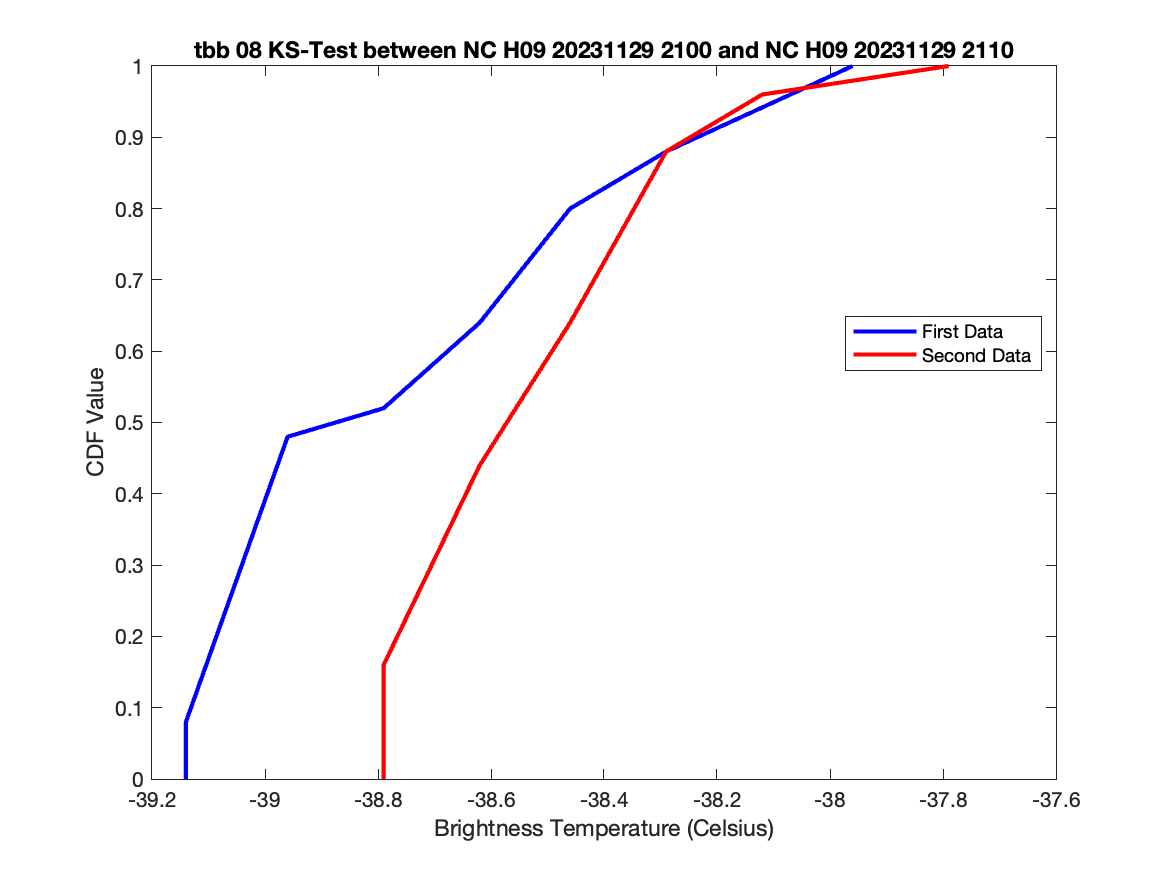 tbb 08 KS-Test between NC H09 20231129 2100 and NC H09 20231129 2110
1
0.9
0.8
0.7
0.6
0.5
0.4
0.3
0.2
0.1
0
CDF Value
First Data
Second Data
-39.2 -39 -38.8 -38.6 -38.4 -38.2 -38 -37.8 -37.6
Brightness Temperature (Celsius)